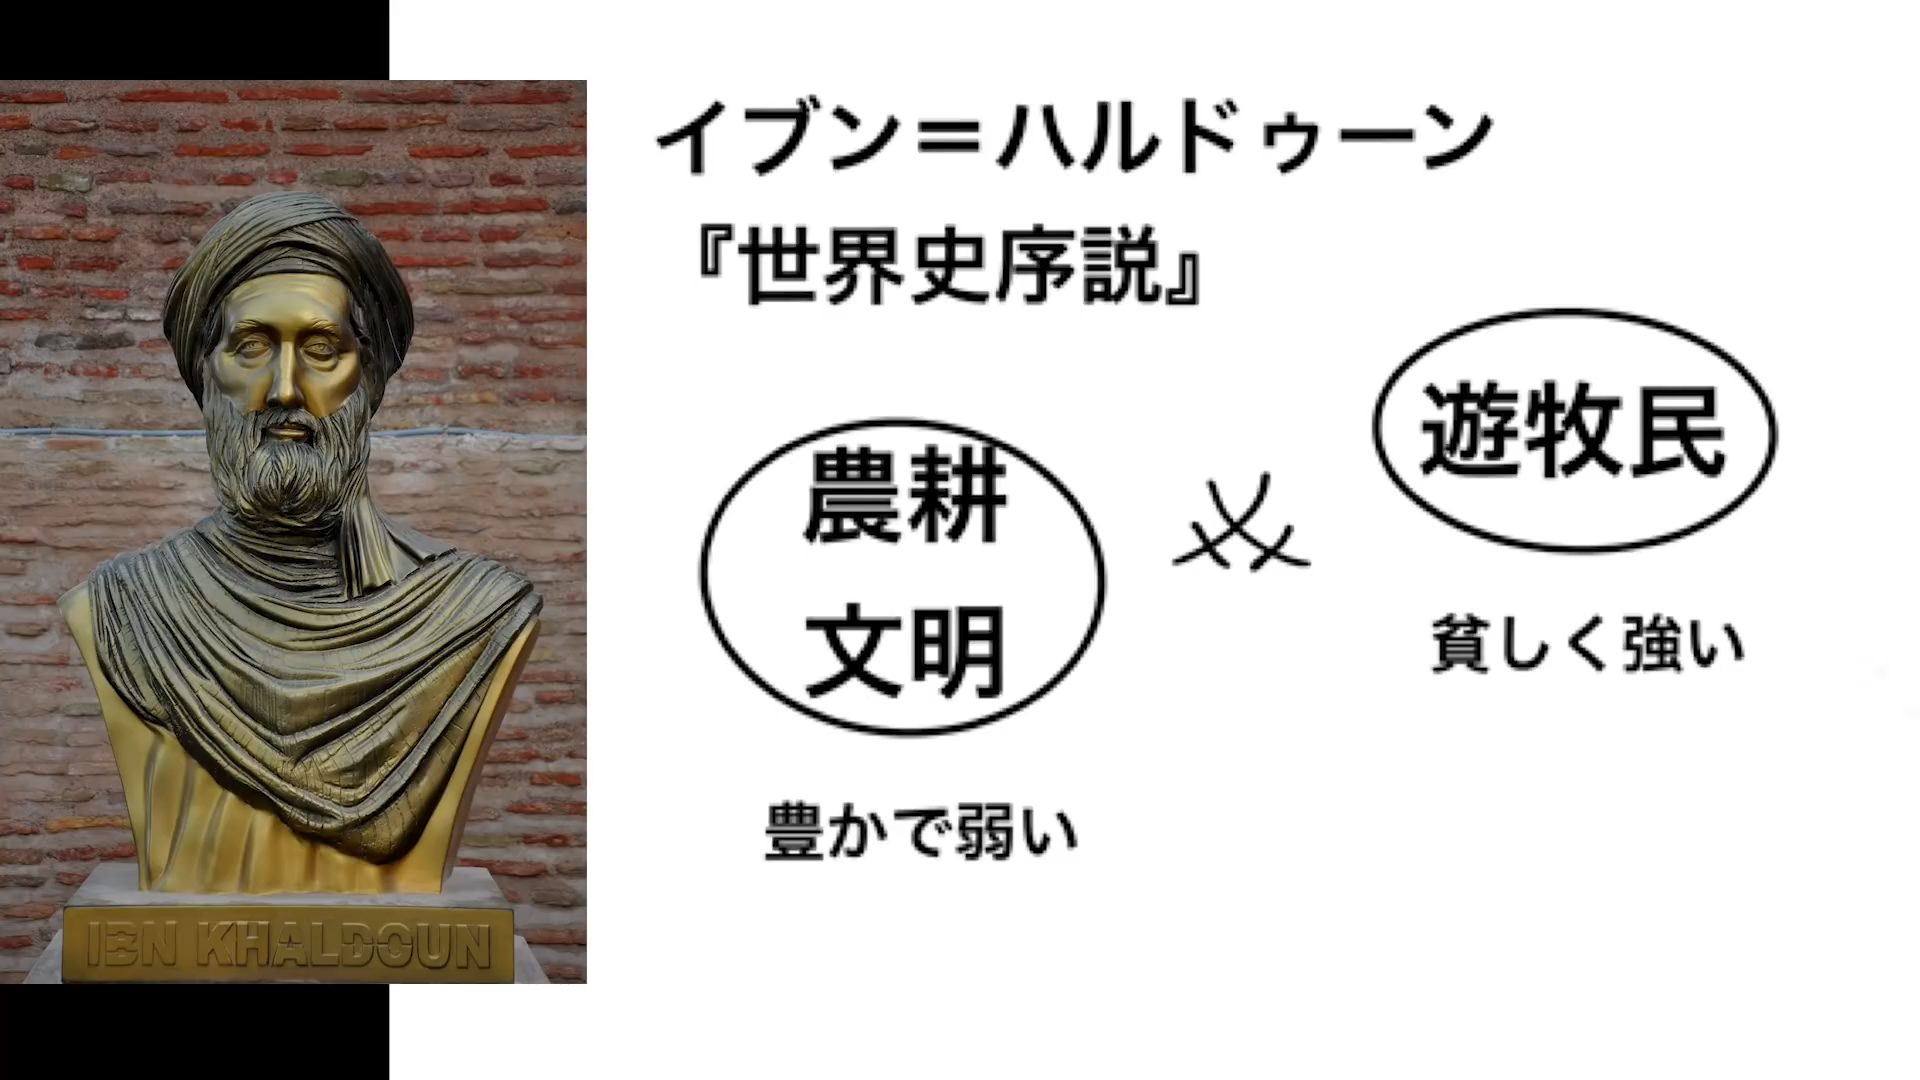 イブン＝ハルドゥーン
『世界史序説』
農耕
文明
豊かで弱い
遊牧民
貧しく強い
IBN KHALDOUN